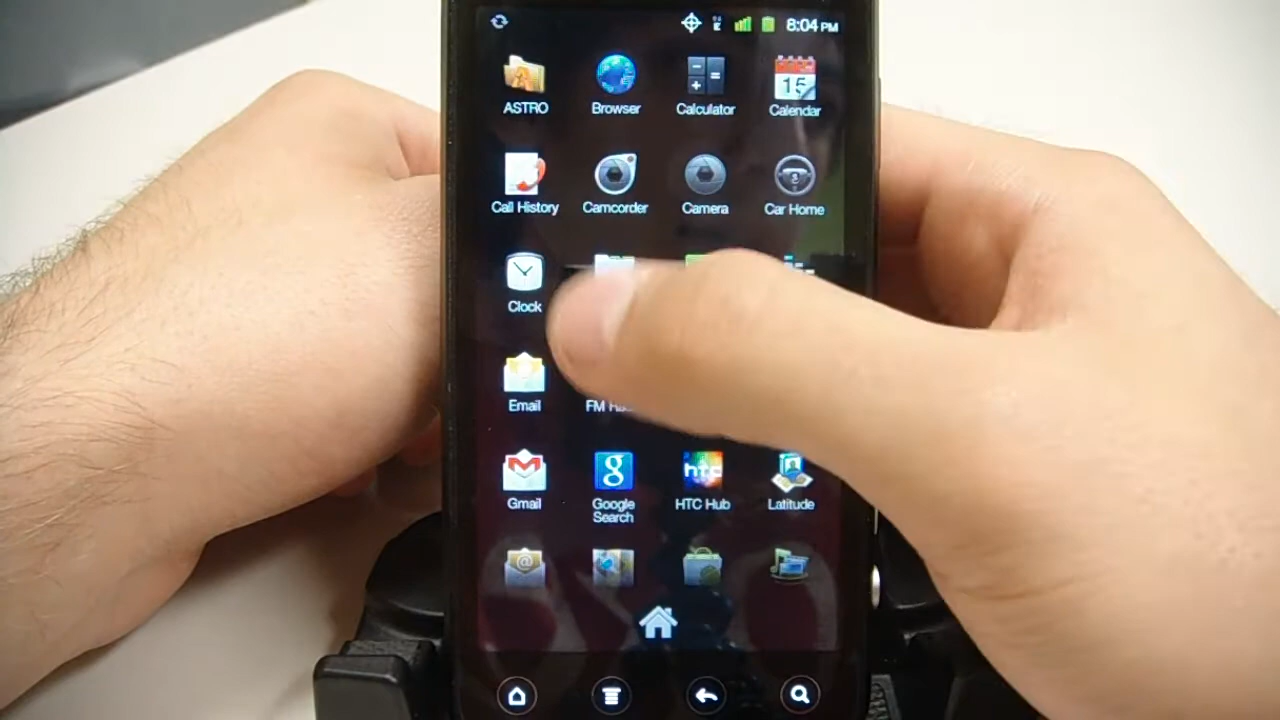 8:04 PM
ASTRO Browser Calculator Calendar
15
Call History Camcorder Camera Car Home
Clock
Email FM
Gmail Google Search HTC Hub Latitude
g htc
@